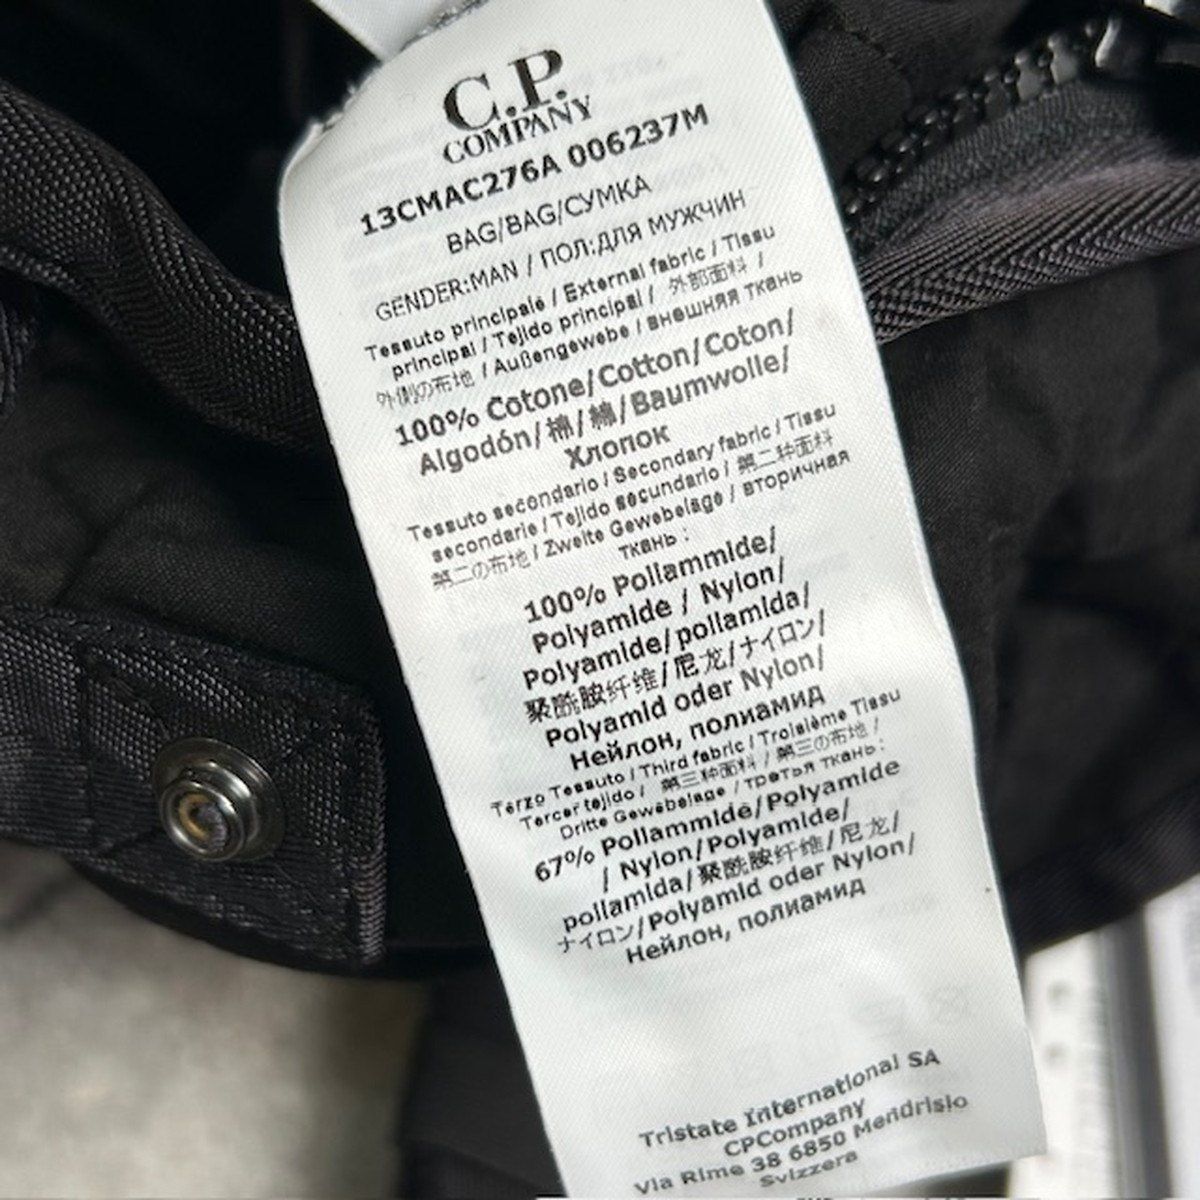 C.P.
COMPANY
13CMAC276A 006237M
BAG/BAG/СУМКА
GENDER:MAN / ПОЛ:ДЛЯ МУЖЧИН
Tessuto principale / External fabric / Tissu
principal / Tejido principal / 外部面料 /
外側の布地 / Außengewebe / внешняя ткань
100% Cotone/Cotton/Coton/
Algodón/棉/綿/Baumwolle/
Хлопок
Tessuto secondario / Secondary fabric / Tissu
secondarie / Tejido secundario / 第二种面料
第二の布地 / Zweite Gewebelage / вторичная
ткань :
100% Poliammide/
Polyamide / Nylon/
Polyamide/poliamida/
聚酰胺纤维/尼龙/ナイロン/
Polyamid oder Nylon/
Нейлон, полиамид
Terzo Tessuto / Third fabric / Troisième Tissu
Tercer tejido / 第三种面料 / 第三の布地 /
Dritte Gewebelage / третья ткань :
67% Poliammide/Polyamide
/ Nylon/Polyamide/
poliamida/聚酰胺纤维/尼龙/
ナイロン/Polyamid oder Nylon/
Нейлон, полиамид
Tristate International SA
CPCompany
Via Rime 38 6850 Mendrisio
Svizzera